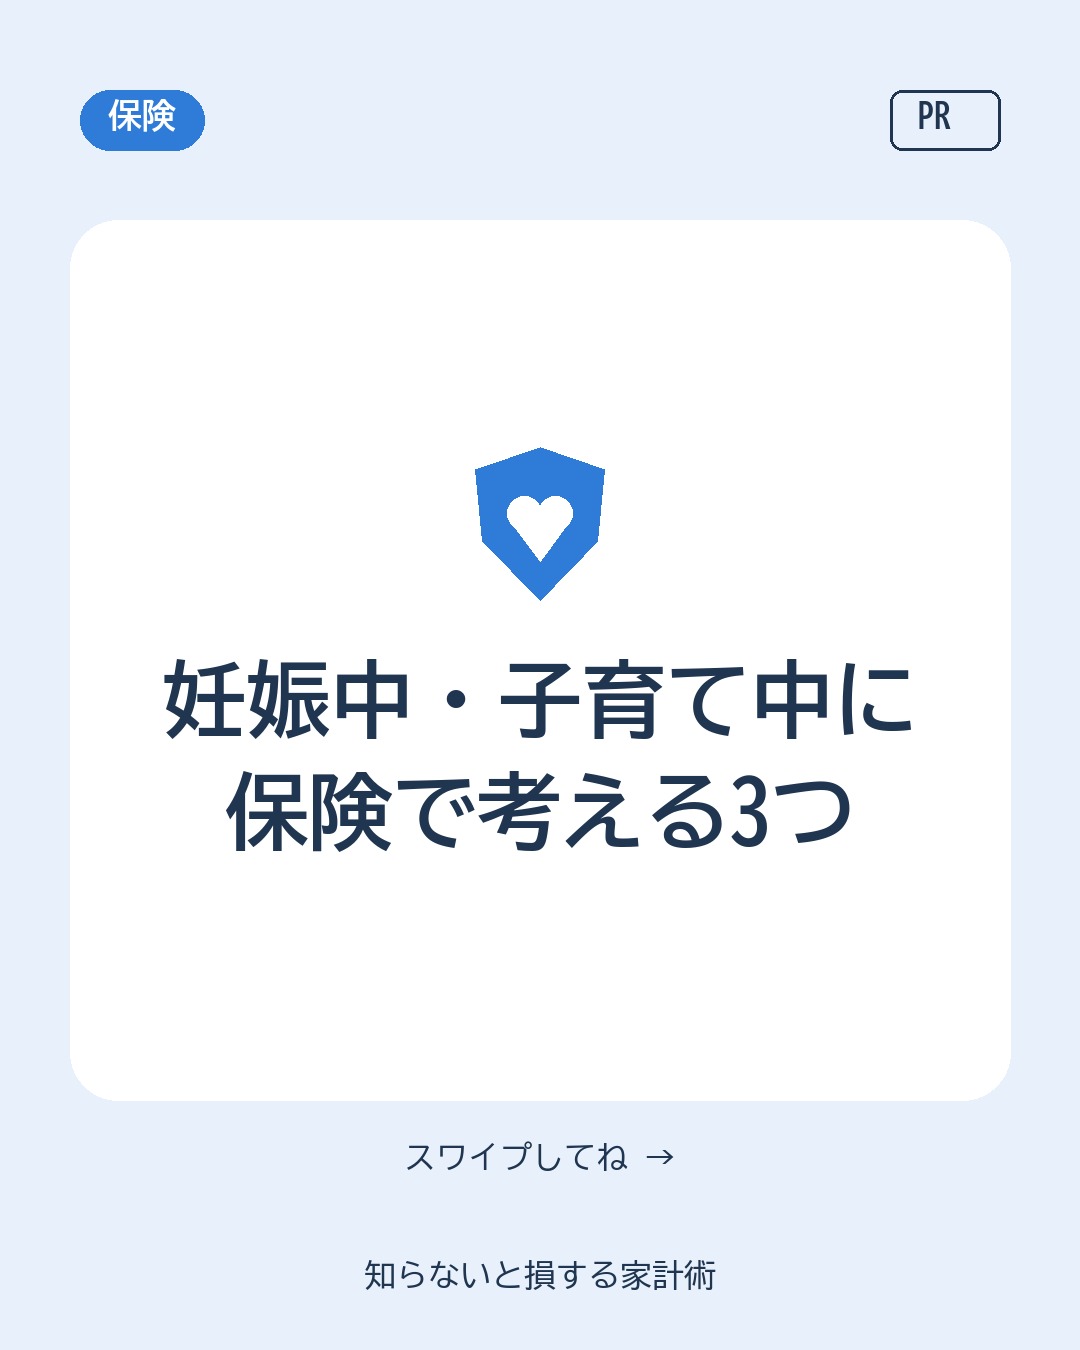 保険
PR
妊娠中・子育て中に
保険で考える3つ
スワイプしてね →
知らないと損する家計術